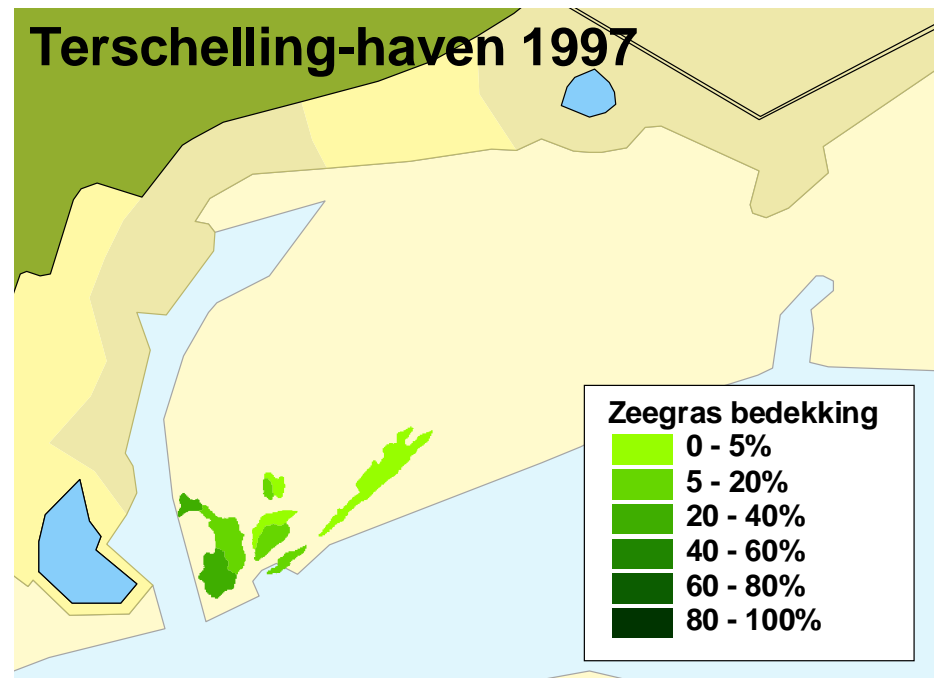 Terschelling-haven 1997
Zeegras bedekking
0 - 5%
5 - 20%
20 - 40%
40 - 60%
60 - 80%
80 - 100%